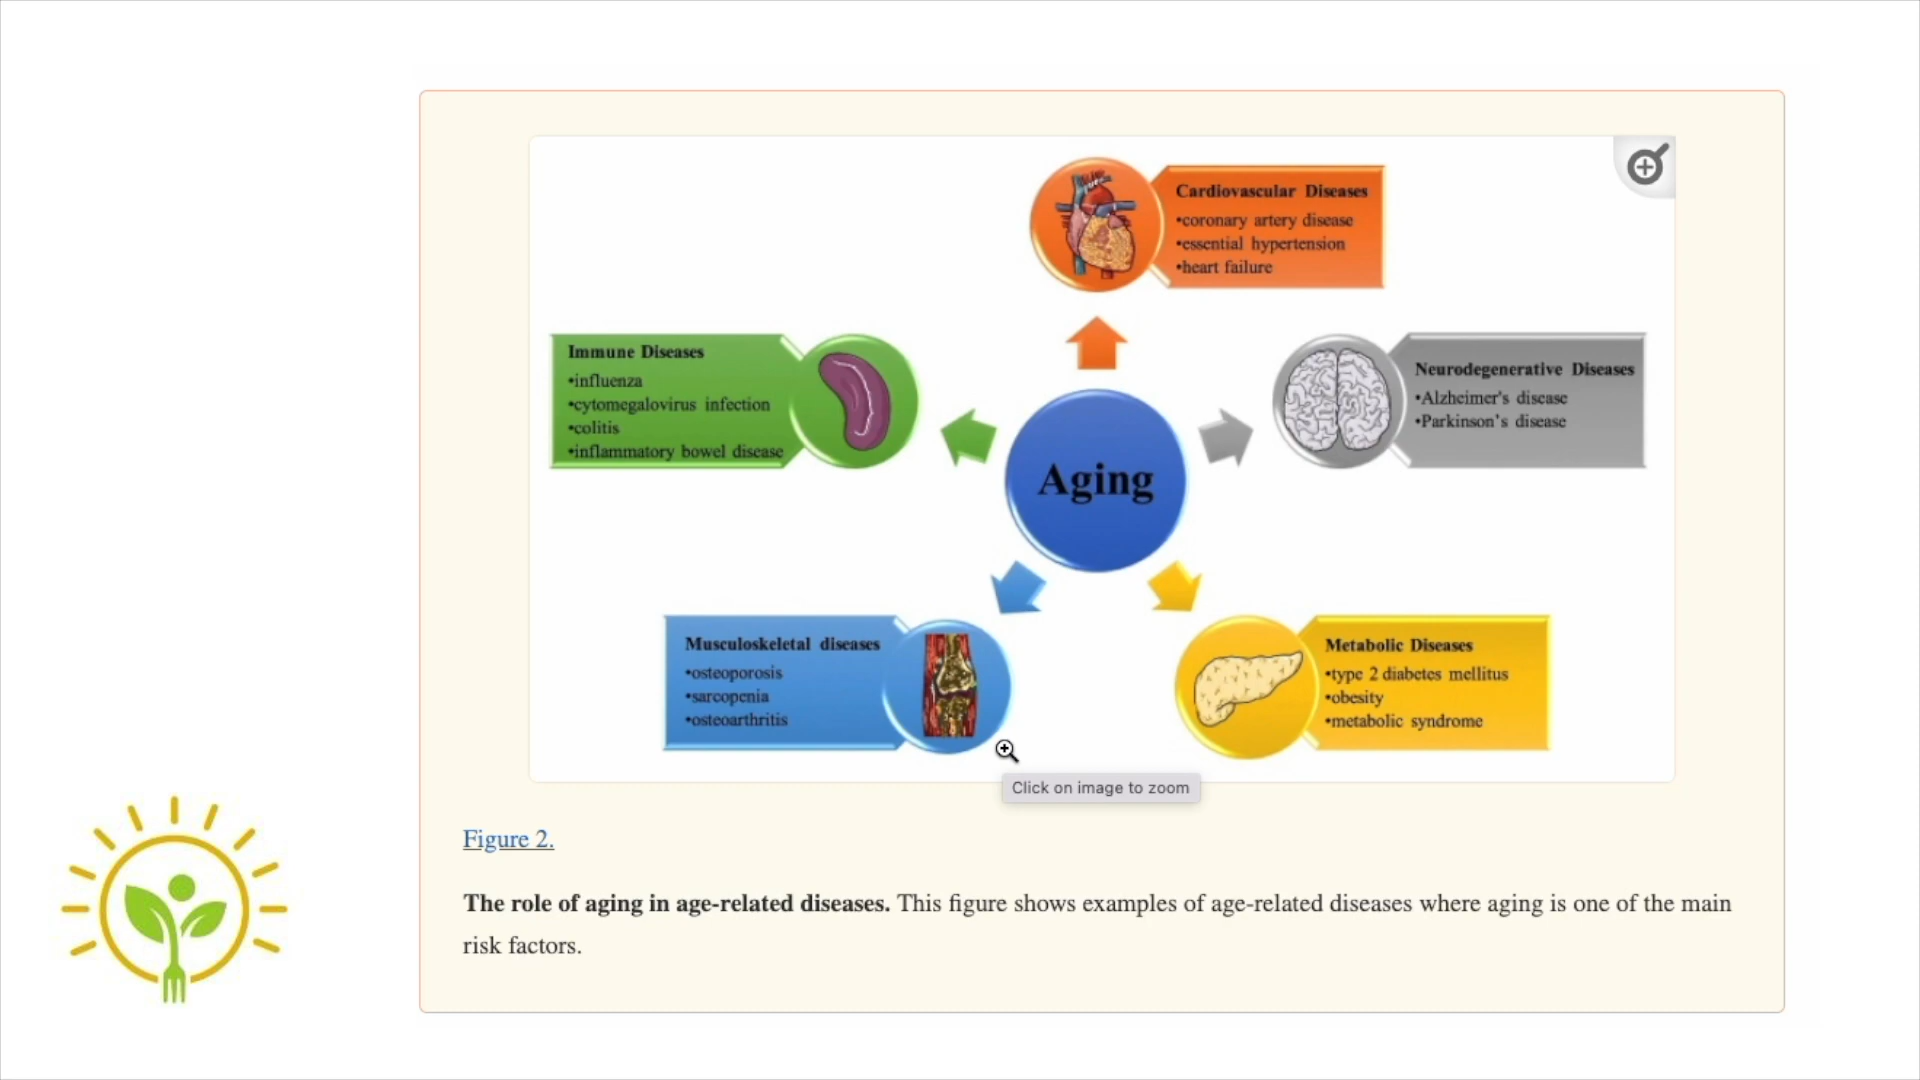 Cardiovascular Diseases
•coronary artery disease
•essential hypertension
•heart failure
Immune Diseases
•influenza
•cytomegalovirus infection
•colitis
•inflammatory bowel disease
Neurodegenerative Diseases
•Alzheimer's disease
•Parkinson's disease
Aging
Musculoskeletal diseases
•osteoporosis
•sarcopenia
•osteoarthritis
Metabolic Diseases
•type 2 diabetes mellitus
•obesity
•metabolic syndrome
Click on image to zoom
Figure 2.
The role of aging in age-related diseases. This figure shows examples of age-related diseases where aging is one of the main
risk factors.